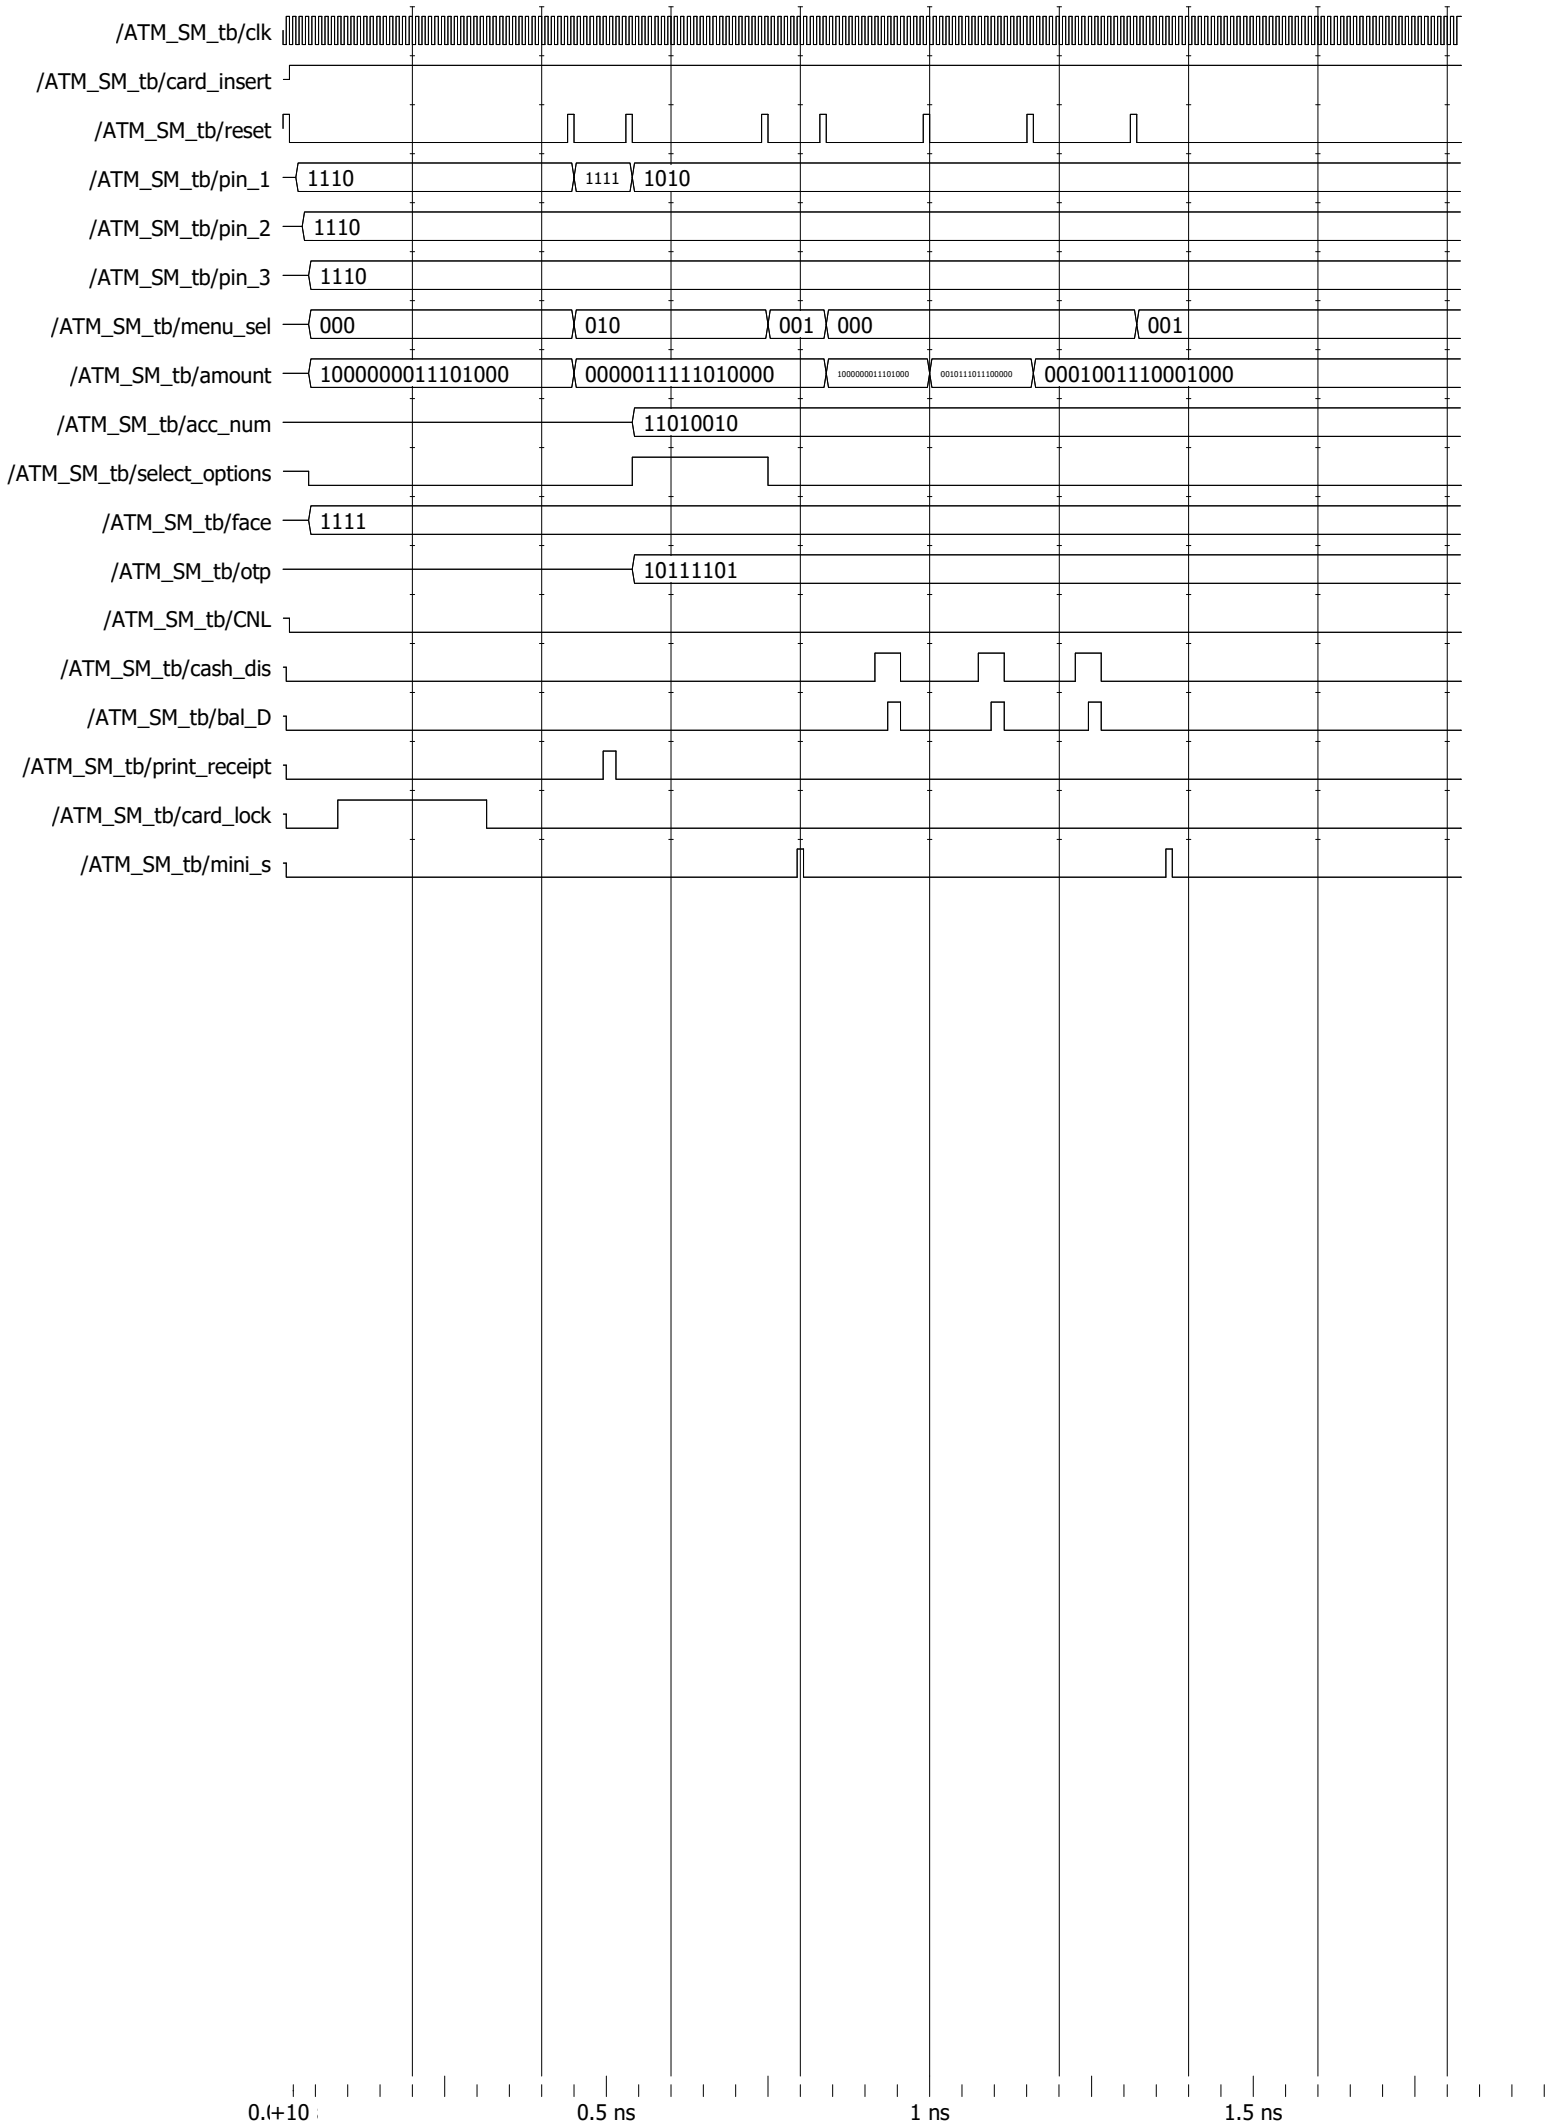 /ATM_SM_tb/clk
/ATM_SM_tb/card_insert
/ATM_SM_tb/reset
/ATM_SM_tb/pin_1 1110 1111 1010
/ATM_SM_tb/pin_2 1110
/ATM_SM_tb/pin_3 1110
/ATM_SM_tb/menu_sel 000 010 001 000 001
/ATM_SM_tb/amount 1000000011101000 0000011111010000 1000000011101000 0010111011100000 0001001110001000
/ATM_SM_tb/acc_num 11010010
/ATM_SM_tb/select_options
/ATM_SM_tb/face 1111
/ATM_SM_tb/otp 10111101
/ATM_SM_tb/CNL
/ATM_SM_tb/cash_dis
/ATM_SM_tb/bal_D
/ATM_SM_tb/print_receipt
/ATM_SM_tb/card_lock
/ATM_SM_tb/mini_s
+10 0.5 ns 1 ns 1.5 ns